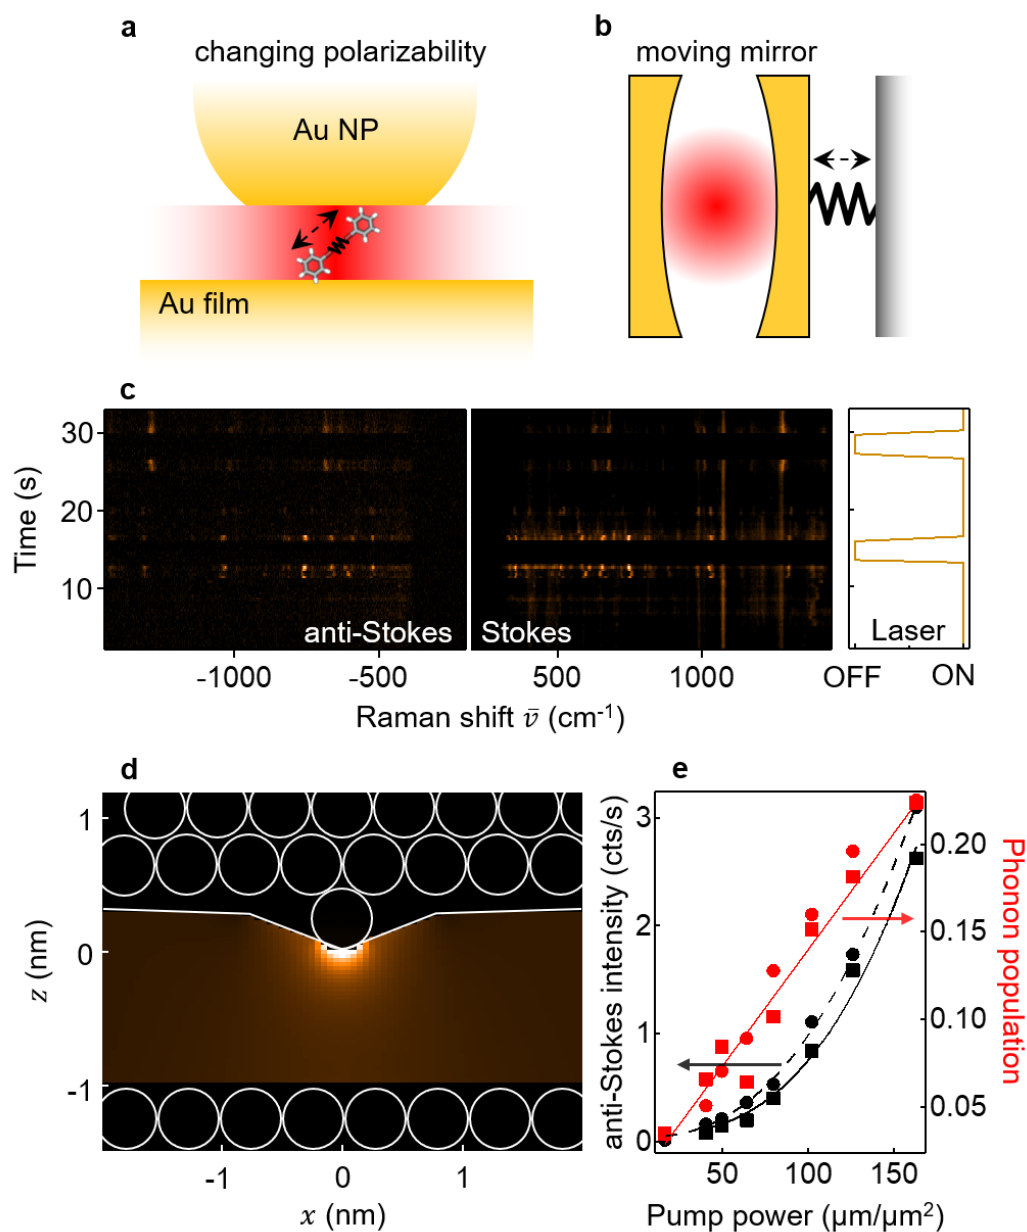 a
changing polarizability
Au NP
Au film
b
moving mirror
c
Time (s)
30
20
10
anti-Stokes
Stokes
Laser
-1000
-500
500
1000
OFF
ON
Raman shift ν̄ (cm⁻¹)
d
z (nm)
1
0
-1
-1
0
1
x (nm)
e
anti-Stokes intensity (cts/s)
3
2
1
0
0.20
0.15
0.10
0.05
Phonon population
50
100
150
Pump power (μm/μm²)